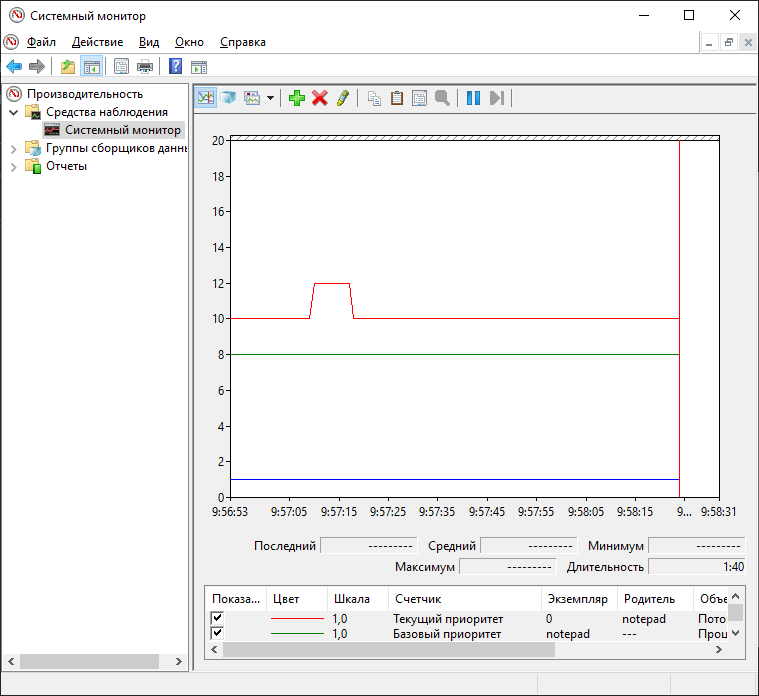 Системный монитор
Файл Действие Вид Окно Справка
Производительность
Средства наблюдения
Системный монитор
Группы сборщиков данны
Отчеты
20
18
16
14
12
10
8
6
4
2
0
9:56:53 9:57:05 9:57:15 9:57:25 9:57:35 9:57:45 9:57:55 9:58:05 9:58:15 9... 9:58:31
Последний --------- Средний --------- Минимум ---------
Максимум --------- Длительность 1:40
Показа... Цвет Шкала Счетчик Экземпляр Родитель Объе
1,0 Текущий приоритет 0 notepad Пото
1,0 Базовый приоритет notepad --- Проц